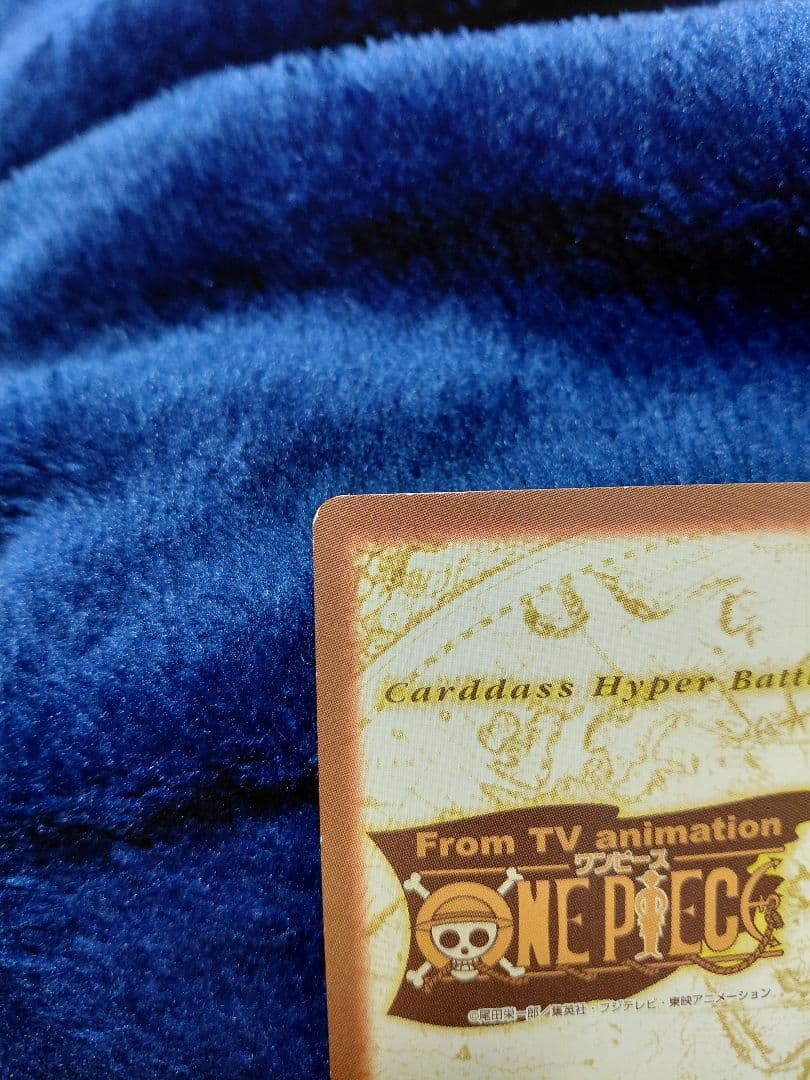 Carddass Hyper Battl
From TV animation
ワンピース
ONE PIECE
©尾田栄一郎／集英社・フジテレビ・東映アニメーション